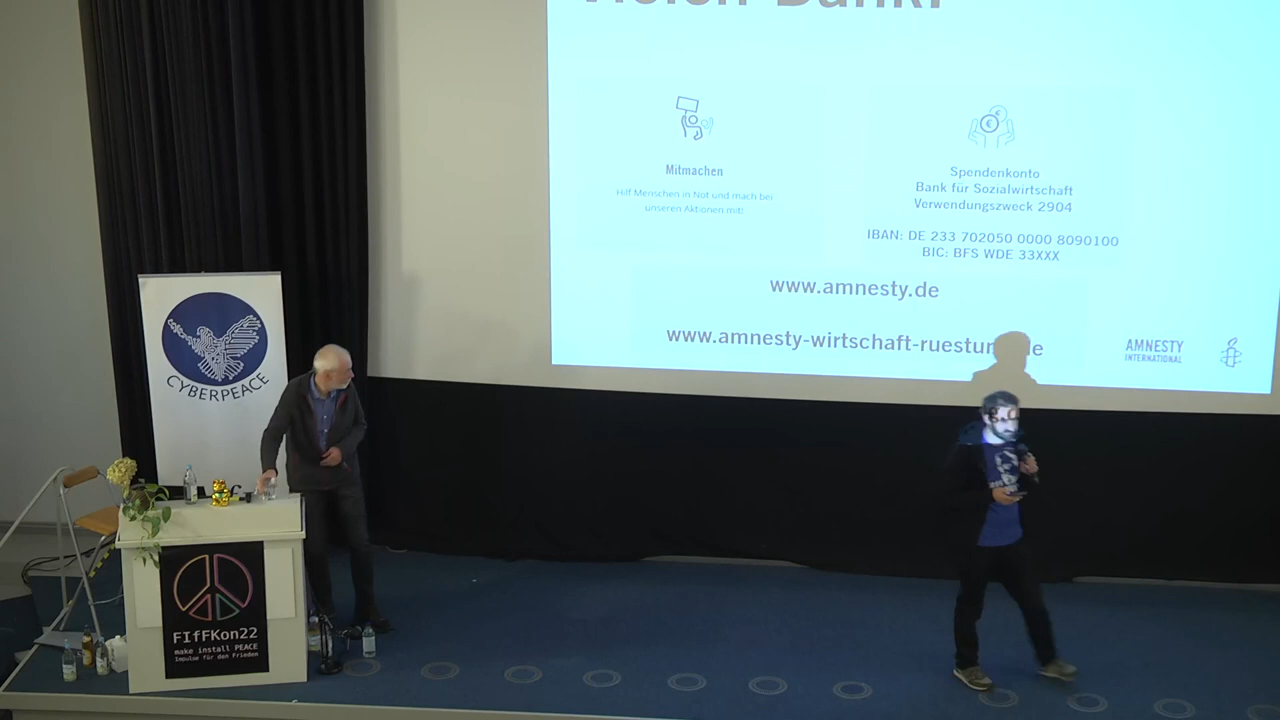 Vielen Dank!
Mitmachen
Hilf Menschen in Not und mach bei
unseren Aktionen mit!
Spendenkonto
Bank für Sozialwirtschaft
Verwendungszweck 2904
IBAN: DE 233 702050 0000 8090100
BIC: BFS WDE 33XXX
www.amnesty.de
www.amnesty-wirtschaft-ruestun
e
AMNESTY
INTERNATIONAL
CYBERPEACE
FIfFKon22
make install PEACE
Impulse für den Frieden